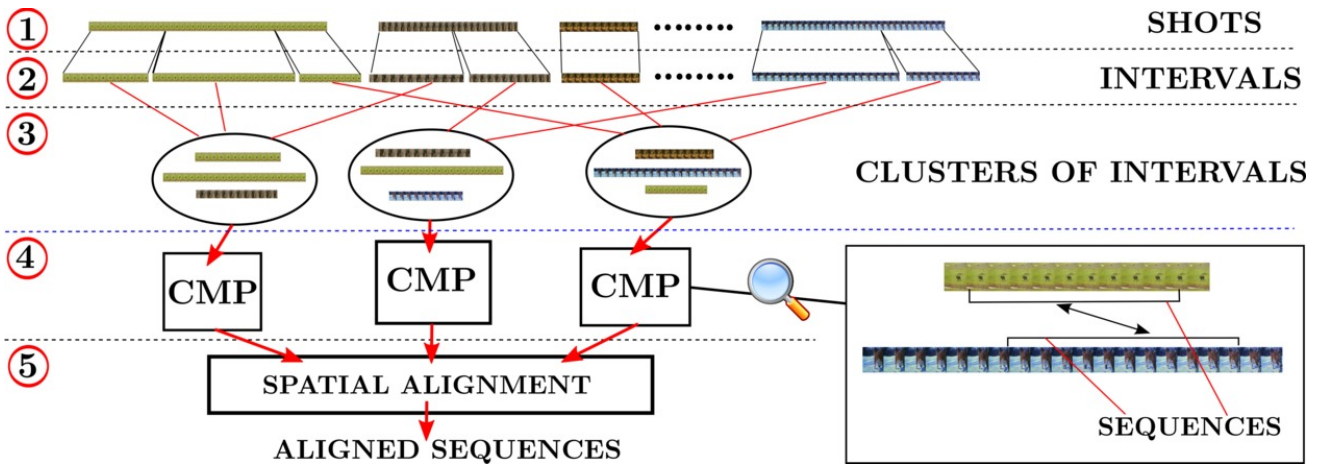 1
SHOTS
2
INTERVALS
3
CLUSTERS OF INTERVALS
4
CMP
CMP
CMP
5
SPATIAL ALIGNMENT
SEQUENCES
ALIGNED SEQUENCES